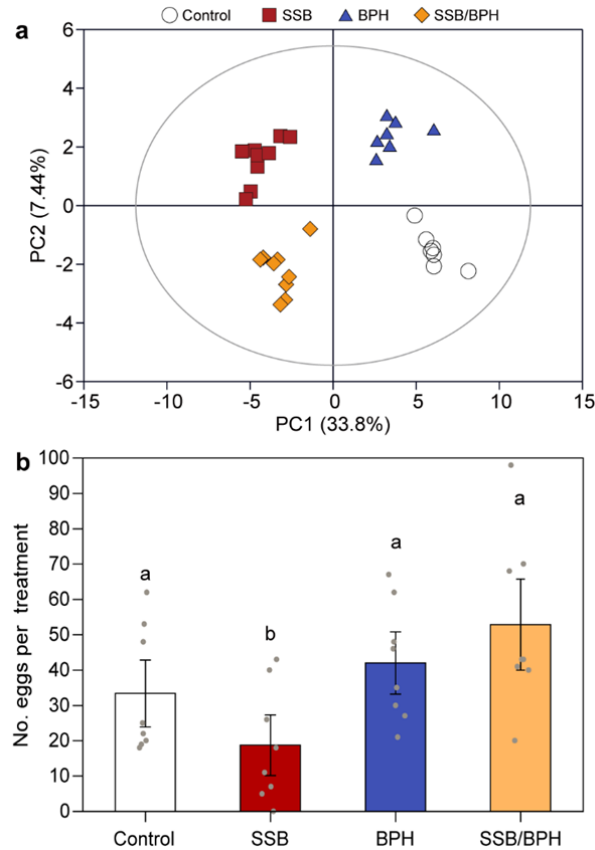 Control SSB BPH SSB/BPH
a
6
4
2
0
-2
-4
-6
PC2 (7.44%)
-15 -10 -5 0 5 10 15
PC1 (33.8%)
b
100
90
80
70
60
50
40
30
20
10
0
No. eggs per treatment
a
b
a
a
Control SSB BPH SSB/BPH